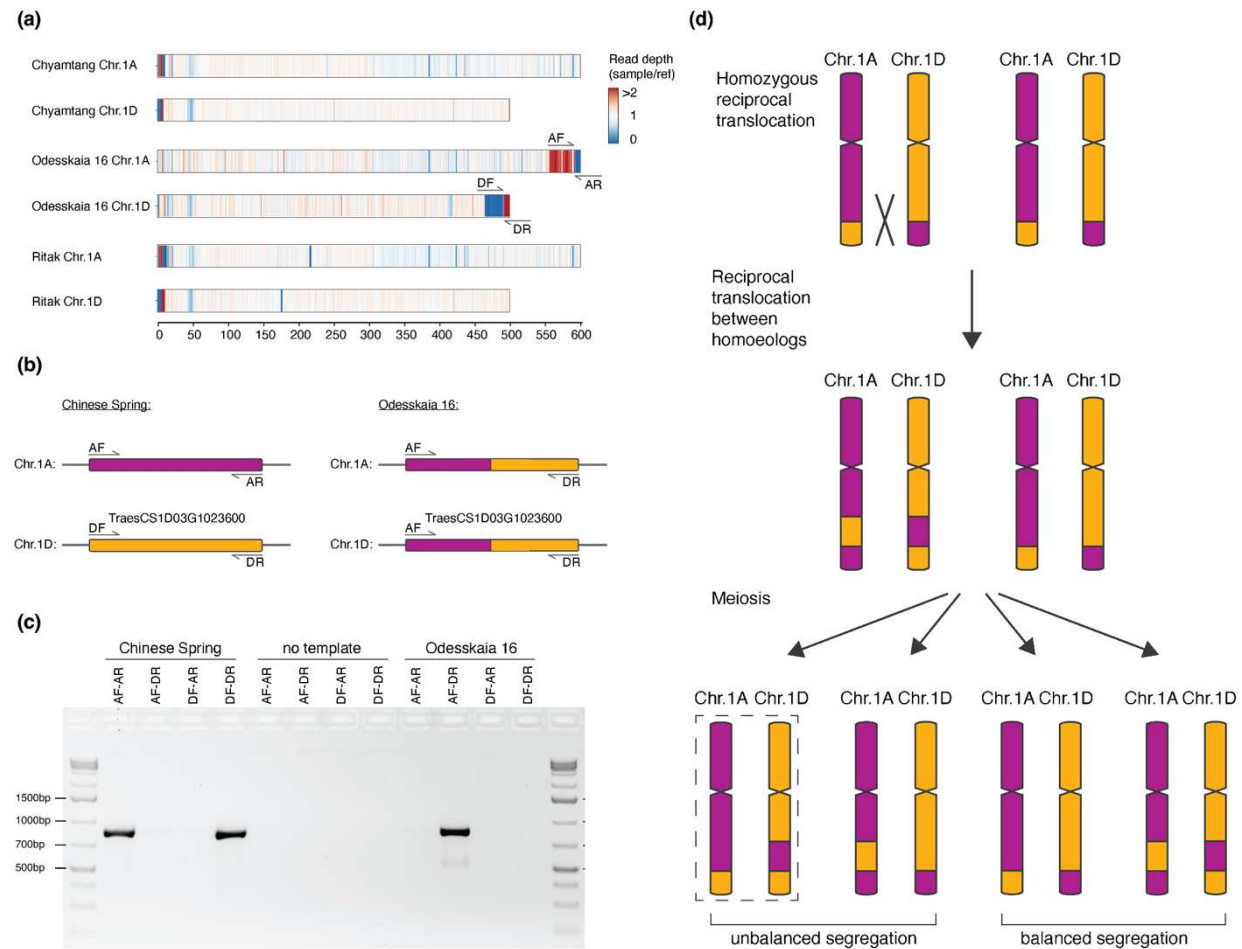 (a)
Chyamtang Chr.1A
Chyamtang Chr.1D
Odesskaia 16 Chr.1A
Odesskaia 16 Chr.1D
Ritak Chr.1A
Ritak Chr.1D
AF
AR
DF
DR
0 50 100 150 200 250 300 350 400 450 500 550 600
Read depth
(sample/ref)
>2
1
0
(b)
Chinese Spring:
Odesskaia 16:
AF
AF
Chr.1A:
Chr.1A:
AR
DR
TraesCS1D03G1023600
TraesCS1D03G1023600
DF
AF
Chr.1D:
Chr.1D:
DR
DR
(c)
Chinese Spring
no template
Odesskaia 16
AF-AR
AF-DR
DF-AR
DF-DR
AF-AR
AF-DR
DF-AR
DF-DR
AF-AR
AF-DR
DF-AR
DF-DR
1500bp
1000bp
700bp
500bp
(d)
Chr.1A Chr.1D Chr.1A Chr.1D
Homozygous
reciprocal
translocation
Reciprocal
translocation
between
homoeologs
Chr.1A Chr.1D Chr.1A Chr.1D
Meiosis
Chr.1A Chr.1D Chr.1A Chr.1D Chr.1A Chr.1D Chr.1A Chr.1D
unbalanced segregation
balanced segregation